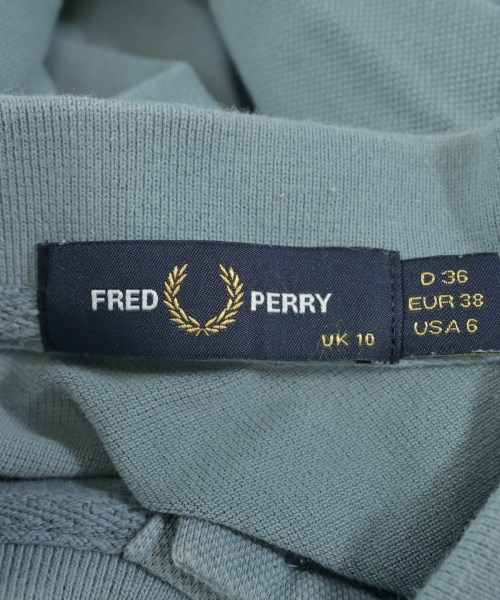 FRED PERRY
UK 10
D 36
EUR 38
USA 6